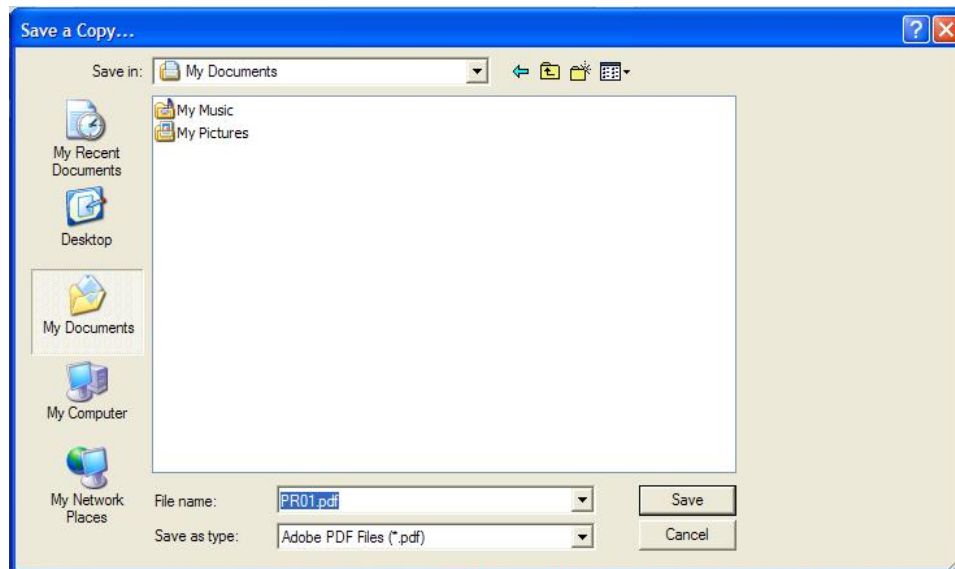 Save a Copy...
Save in:
My Documents
My Recent
Documents
Desktop
My Documents
My Computer
My Network
Places
My Music
My Pictures
File name:
PR01.pdf
Save
Save as type:
Adobe PDF Files (*.pdf)
Cancel